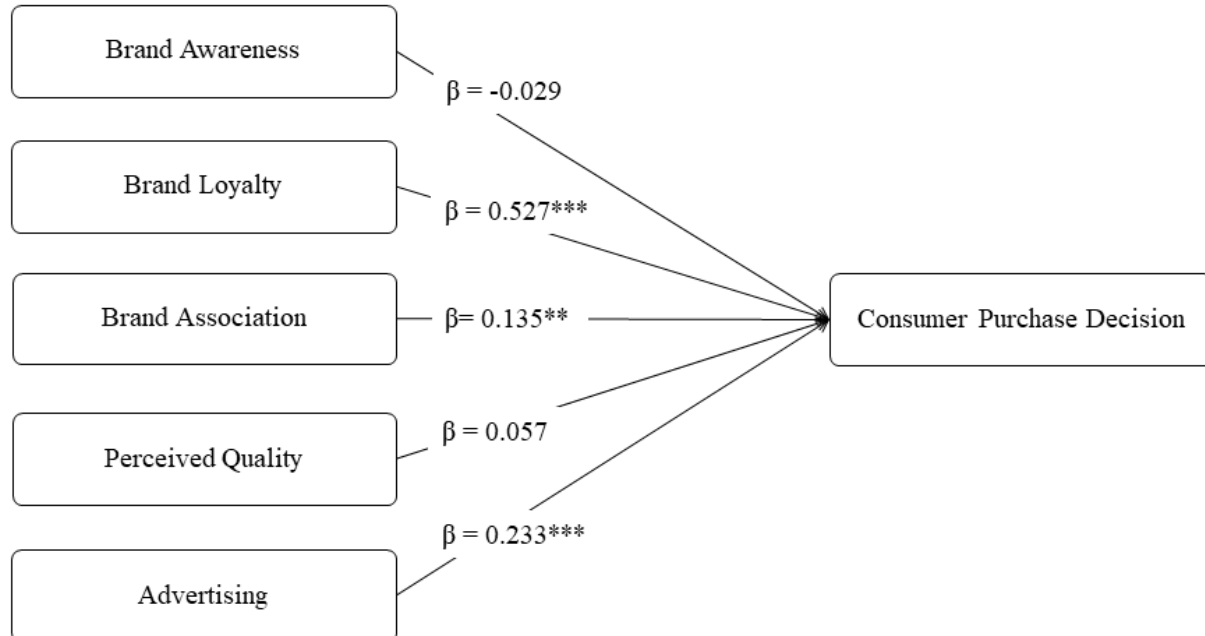 Brand Awareness
β = -0.029
Brand Loyalty
β = 0.527***
Brand Association
β= 0.135**
Consumer Purchase Decision
Perceived Quality
β = 0.057
Advertising
β = 0.233***